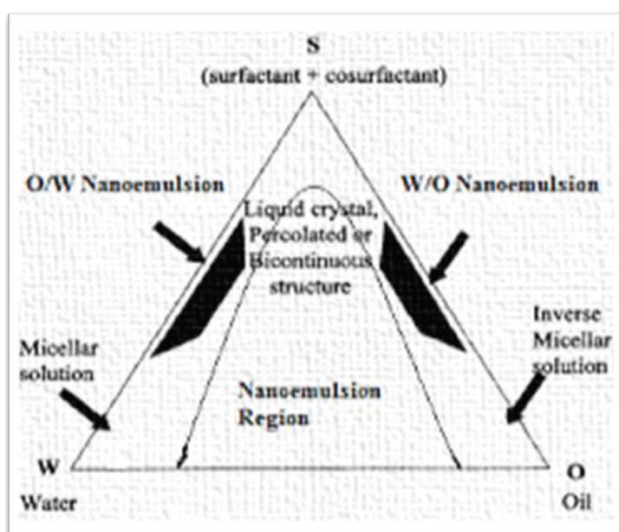 S
(surfactant + cosurfactant)
O/W Nanoemulsion
W/O Nanoemulsion
Liquid crystal,
Percolated or
Bicontinuous
structure
Micellar
solution
Inverse
Micellar
solution
Nanoemulsion
Region
W
O
Water
Oil